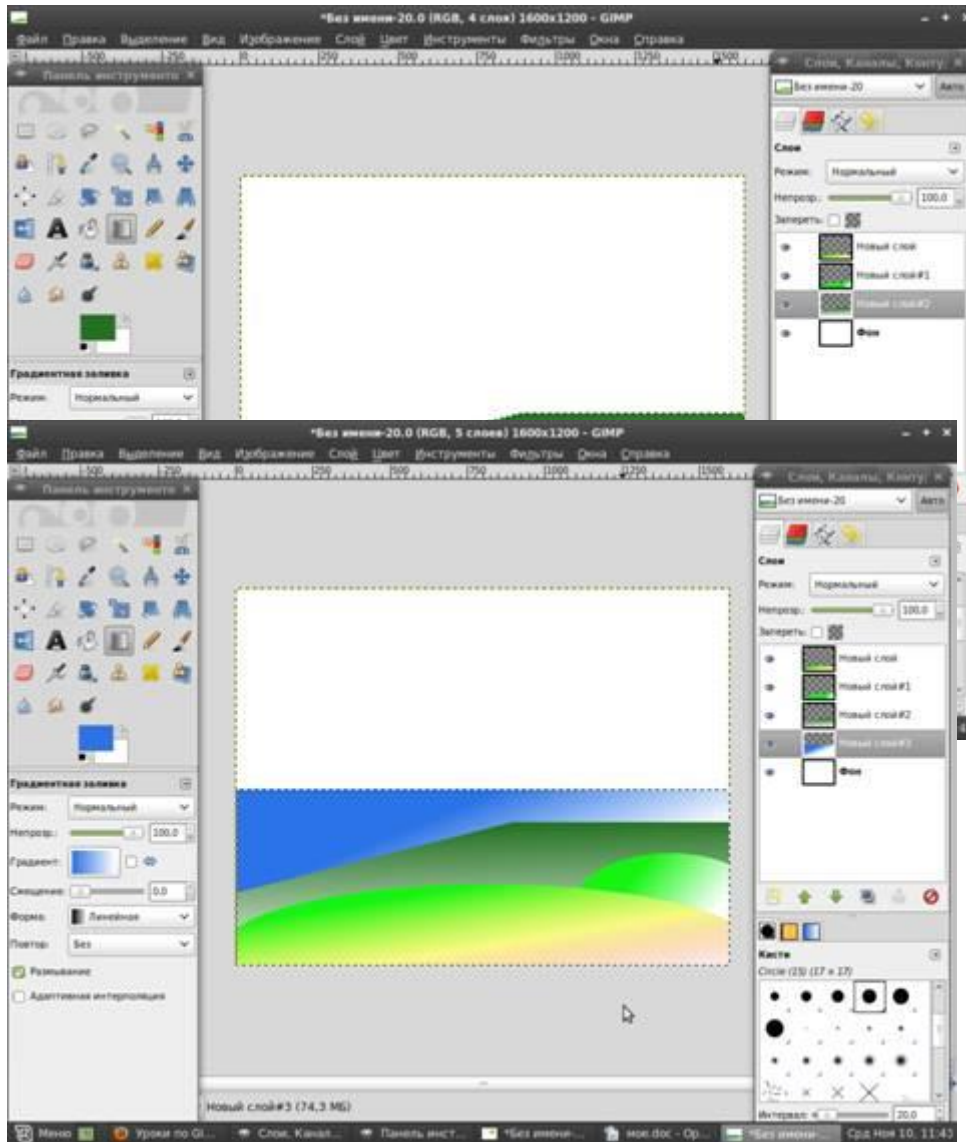 *Без имени-20.0 (RGB, 4 слоя) 1600x1200 - GIMP
Файл Правка Выделение Вид Изображение Слой Цвет Инструменты Фильтры Окна Справка
Панель инструменто
Слои, Каналы, Конту
Без имени-20
Авто
Слои
Режим: Нормальный
Непрозр.: 100.0
Запереть:
Новый слой
Новый слой#1
Новый слой#2
Фон
Градиентная заливка
Режим: Нормальный
*Без имени-20.0 (RGB, 5 слоев) 1600x1200 - GIMP
Файл Правка Выделение Вид Изображение Слой Цвет Инструменты Фильтры Окна Справка
Панель инструменто
Слои, Каналы, Конту
Без имени-20
Авто
Слои
Режим: Нормальный
Непрозр.: 100.0
Запереть:
Новый слой
Новый слой#1
Новый слой#2
Новый слой#3
Фон
Градиентная заливка
Режим: Нормальный
Непрозр.: 100.0
Градиент:
Смещение: 0.0
Форма: Линейная
Повтор: Без
Размывание
Адаптивная интерполяция
Кисти
Circle (15) (17 x 17)
Интервал: 20.0
Новый слой#3 (74,3 МБ)
Меню
Уроки по GI...
Слои, Канал...
Панель инст...
*Без имени-...
мое.doc - Op...
*Без имени-...
Срд Ноя 10, 11:43